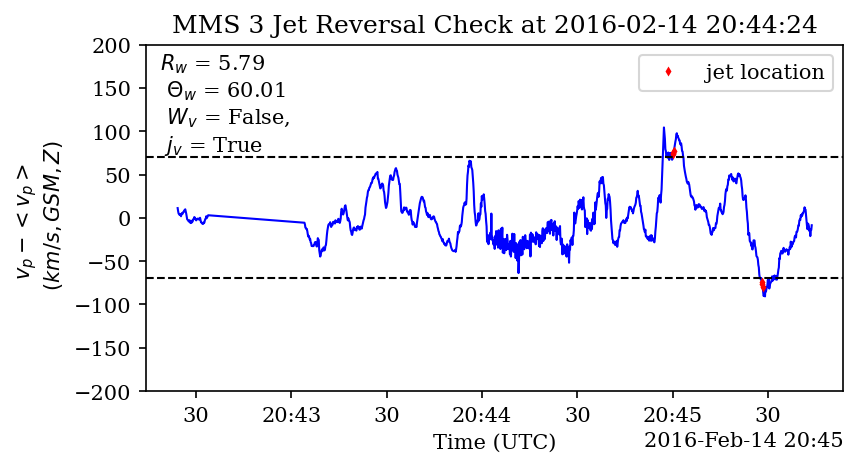 MMS 3 Jet Reversal Check at 2016-02-14 20:44:24
R_w = 5.79
Θ_w = 60.01
W_v = False,
j_v = True
jet location
v_p − < v_p >
(km/s, GSM, Z)
200
150
100
50
0
−50
−100
−150
−200
30 20:43 30 20:44 30 20:45 30
Time (UTC)
2016-Feb-14 20:45